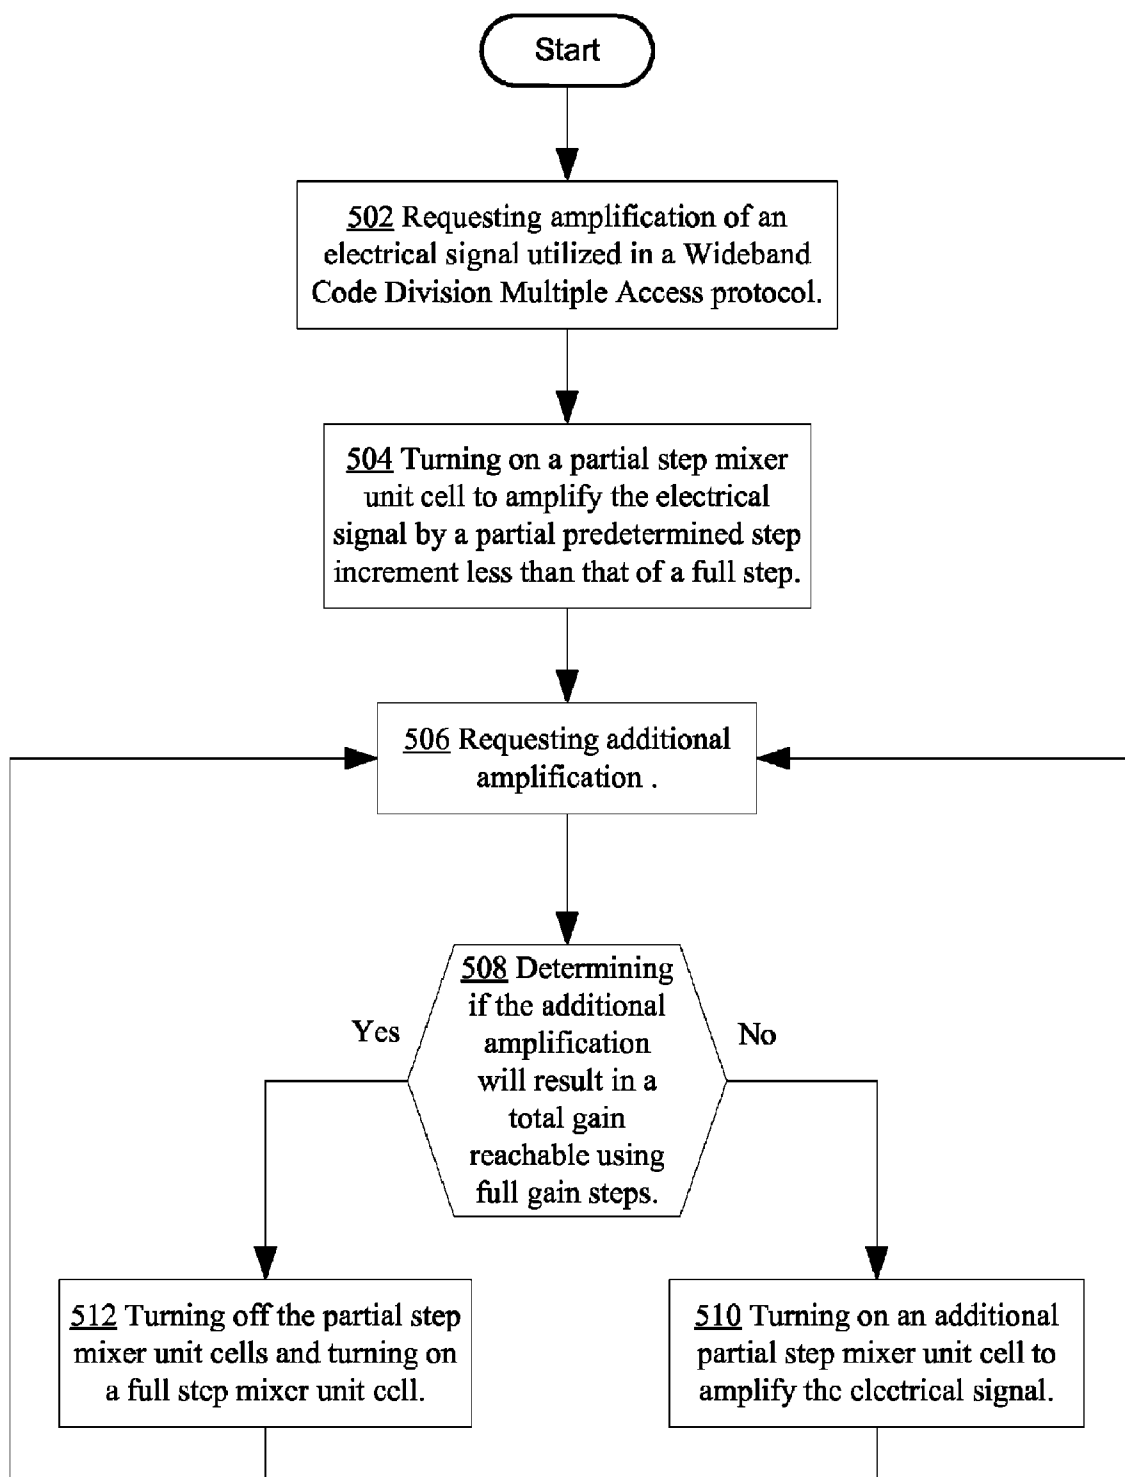 Start
502 Requesting amplification of an
electrical signal utilized in a Wideband
Code Division Multiple Access protocol.
504 Turning on a partial step mixer
unit cell to amplify the electrical
signal by a partial predetermined step
increment less than that of a full step.
506 Requesting additional
amplification .
508 Determining
if the additional
amplification
will result in a
total gain
reachable using
full gain steps.
Yes
No
512 Turning off the partial step
mixer unit cells and turning on
a full step mixer unit cell.
510 Turning on an additional
partial step mixer unit cell to
amplify the electrical signal.